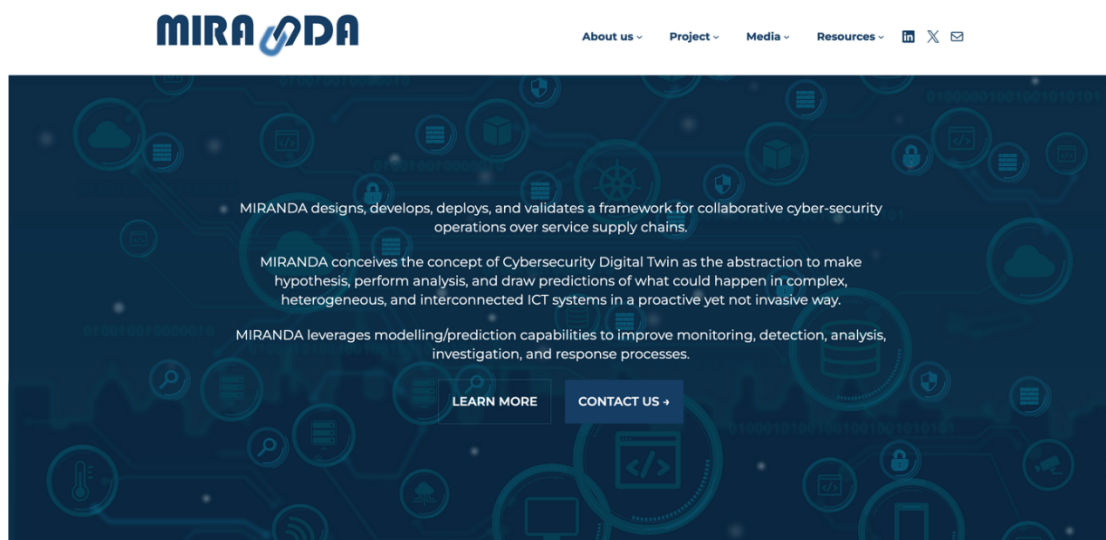 MIRANDA
About us
Project
Media
Resources
MIRANDA designs, develops, deploys, and validates a framework for collaborative cyber-security
operations over service supply chains.
MIRANDA conceives the concept of Cybersecurity Digital Twin as the abstraction to make
hypothesis, perform analysis, and draw predictions of what could happen in complex,
heterogeneous, and interconnected ICT systems in a proactive yet not invasive way.
MIRANDA leverages modelling/prediction capabilities to improve monitoring, detection, analysis,
investigation, and response processes.
LEARN MORE
CONTACT US →